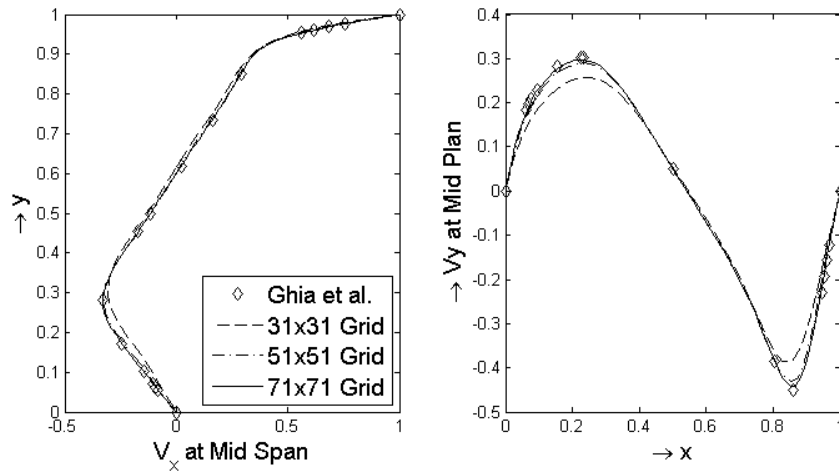 1
0.9
0.8
0.7
0.6
0.5
0.4
0.3
0.2
0.1
0
-0.5 0 0.5 1
→ y
V_x at Mid Span
Ghia et al.
31x31 Grid
51x51 Grid
71x71 Grid
0.4
0.3
0.2
0.1
0
-0.1
-0.2
-0.3
-0.4
-0.5
0 0.2 0.4 0.6 0.8 1
→ Vy at Mid Plan
→ x